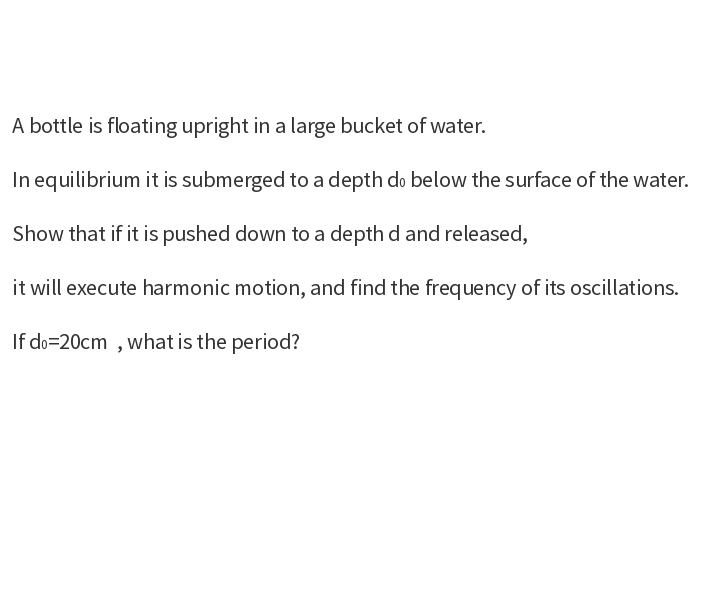 A bottle is floating upright in a large bucket of water.
In equilibrium it is submerged to a depth d₀ below the surface of the water.
Show that if it is pushed down to a depth d and released,
it will execute harmonic motion, and find the frequency of its oscillations.
If d₀=20cm , what is the period?